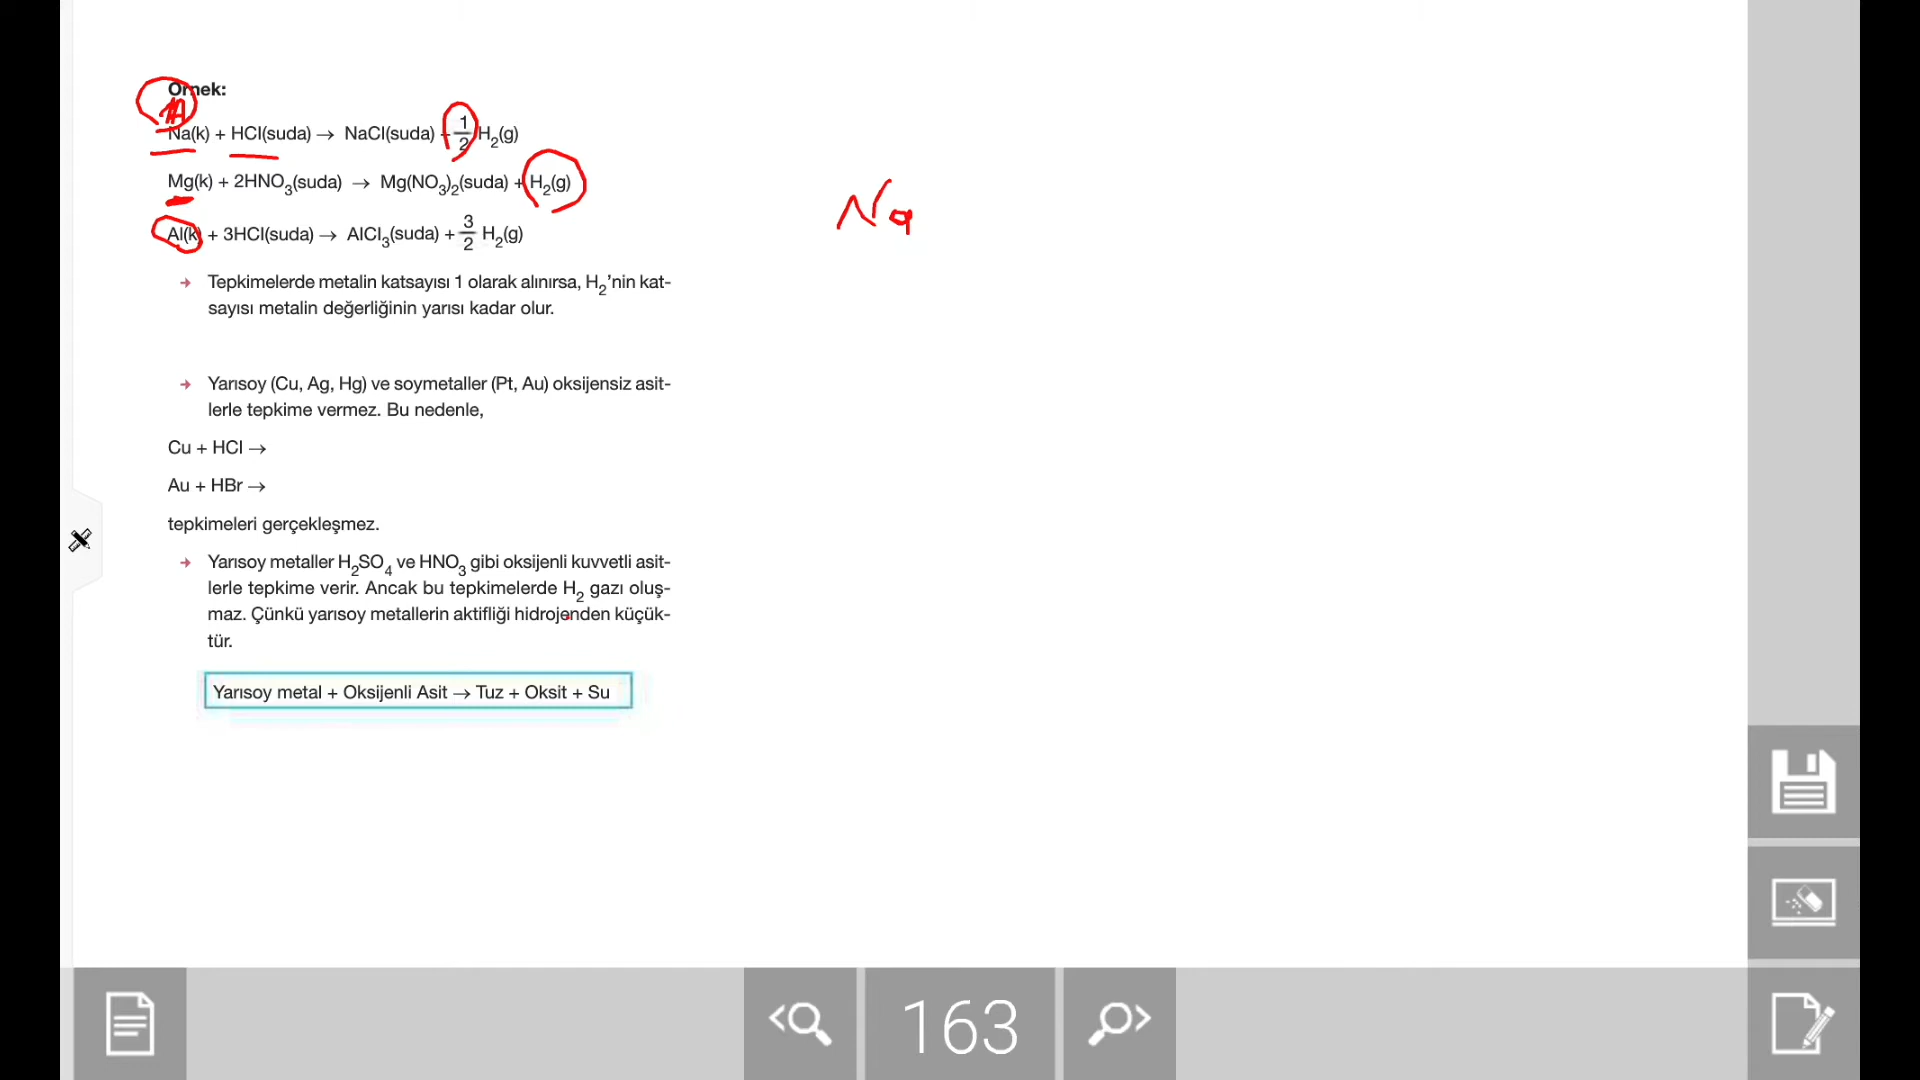 Örnek:
1A
Na(k) + HCl(suda) → NaCl(suda) + 1/2 H₂(g)
Mg(k) + 2HNO₃(suda) → Mg(NO₃)₂(suda) + H₂(g)
Na
Al(k) + 3HCl(suda) → AlCl₃(suda) + 3/2 H₂(g)
→ Tepkimelerde metalin katsayısı 1 olarak alınırsa, H₂’nin kat-
sayısı metalin değerliğinin yarısı kadar olur.
→ Yarısoy (Cu, Ag, Hg) ve soymetaller (Pt, Au) oksijensiz asit-
lerle tepkime vermez. Bu nedenle,
Cu + HCl →
Au + HBr →
tepkimeleri gerçekleşmez.
→ Yarısoy metaller H₂SO₄ ve HNO₃ gibi oksijenli kuvvetli asit-
lerle tepkime verir. Ancak bu tepkimelerde H₂ gazı oluş-
maz. Çünkü yarısoy metallerin aktifliği hidrojenden küçük-
tür.
Yarısoy metal + Oksijenli Asit → Tuz + Oksit + Su
163